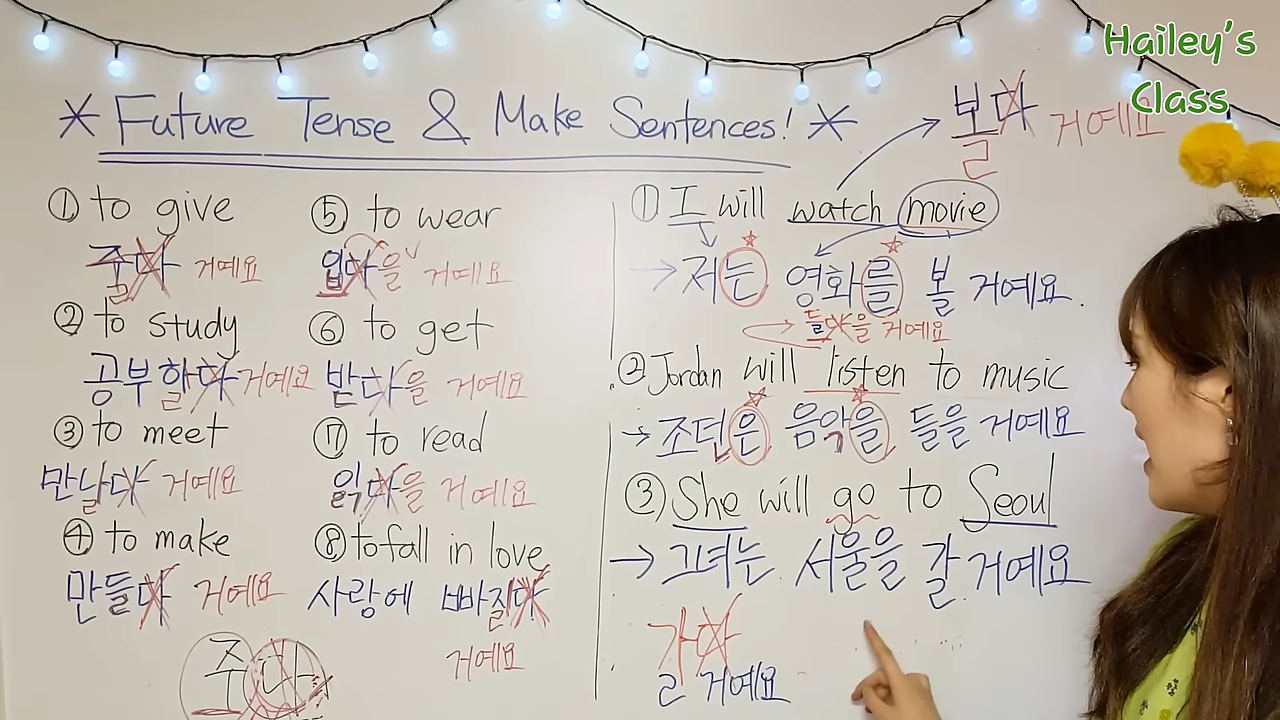 Hailey's
Class
* Future Tense & Make Sentences! *
보다 거예요
ㄹ
① to give
줄다 거예요
② to study
공부할다 거예요
③ to meet
만날다 거예요
④ to make
만들다 거예요
주다
⑤ to wear
입다을 거예요
⑥ to get
받다을 거예요
⑦ to read
읽다을 거예요
⑧ to fall in love
사랑에 빠질다
거예요
① I will watch movie
→ 저는 영화를 볼 거예요.
듣다을 거예요
② Jordan will listen to music
→ 조던은 음악을 들을 거예요
③ She will go to Seoul
→ 그녀는 서울을 갈 거예요
가다
ㄹ 거예요